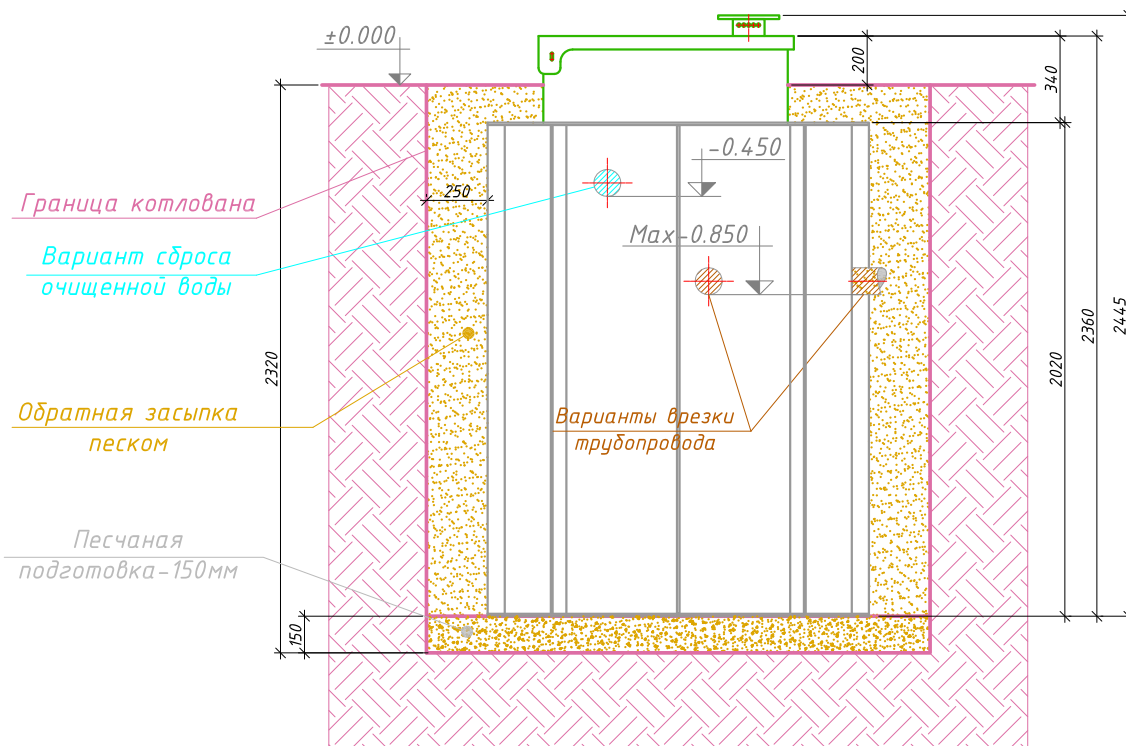 ±0.000
200
340
-0.450
250
Граница котлована
Max-0.850
Вариант сброса
очищенной воды
2445
2360
2320
2020
Обратная засыпка
песком
Варианты врезки
трубопровода
Песчаная
подготовка-150мм
150